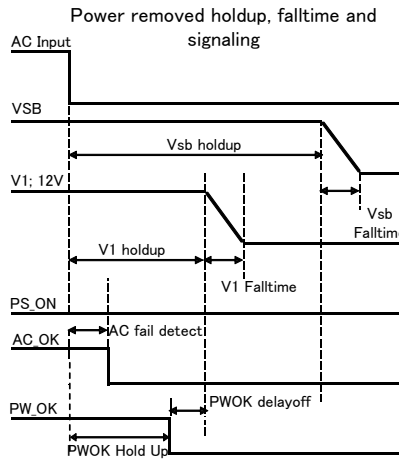 Power removed holdup, falltime and
signaling
AC Input
VSB
Vsb holdup
V1; 12V
Vsb
Falltime
V1 holdup
V1 Falltime
PS_ON
AC fail detect
AC_OK
PWOK delayoff
PW_OK
PWOK Hold Up